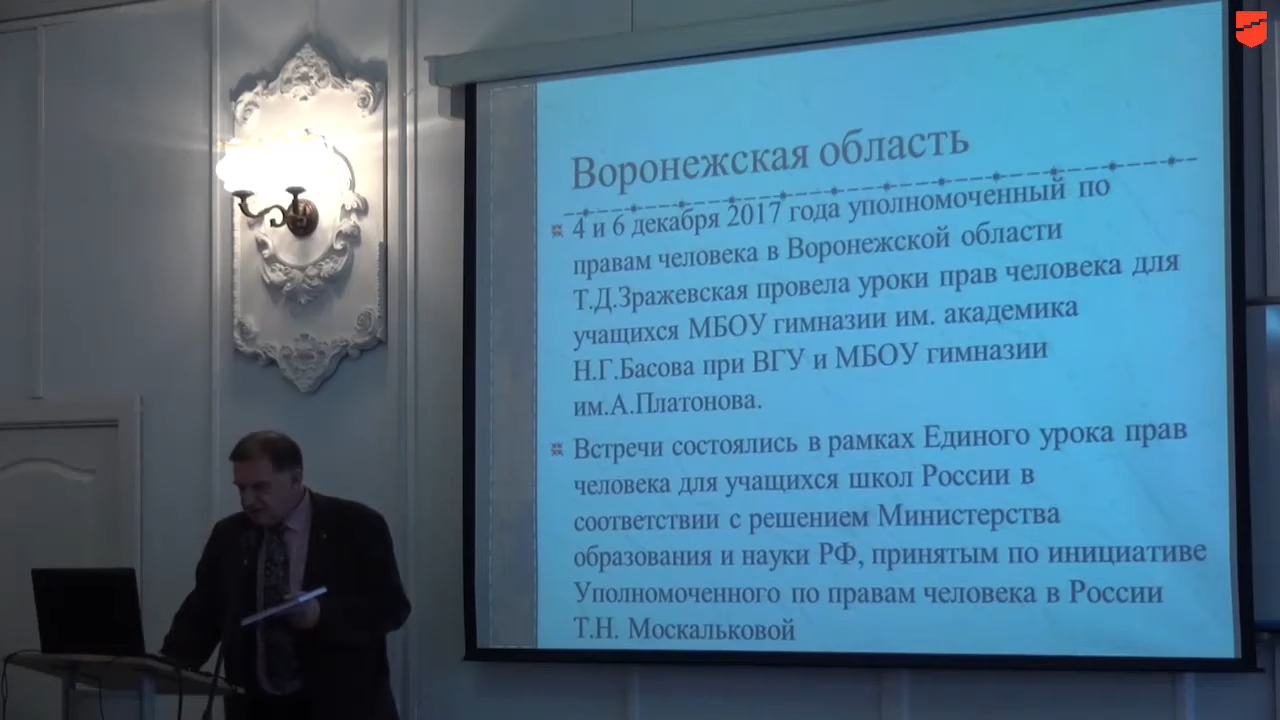 Воронежская область
4 и 6 декабря 2017 года уполномоченный по
правам человека в Воронежской области
Т.Д.Зражевская провела уроки прав человека для
учащихся МБОУ гимназии им. академика
Н.Г.Басова при ВГУ и МБОУ гимназии
им.А.Платонова.
Встречи состоялись в рамках Единого урока прав
человека для учащихся школ России в
соответствии с решением Министерства
образования и науки РФ, принятым по инициативе
Уполномоченного по правам человека в России
Т.Н. Москальковой